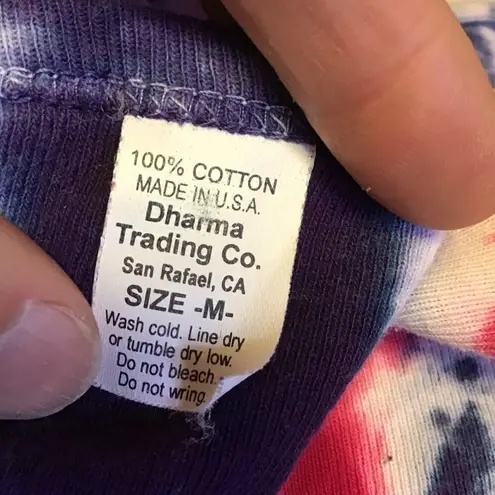 100% COTTON
MADE IN U.S.A.
Dharma
Trading Co.
San Rafael, CA
SIZE -M-
Wash cold. Line dry
or tumble dry low.
Do not bleach.
Do not wring